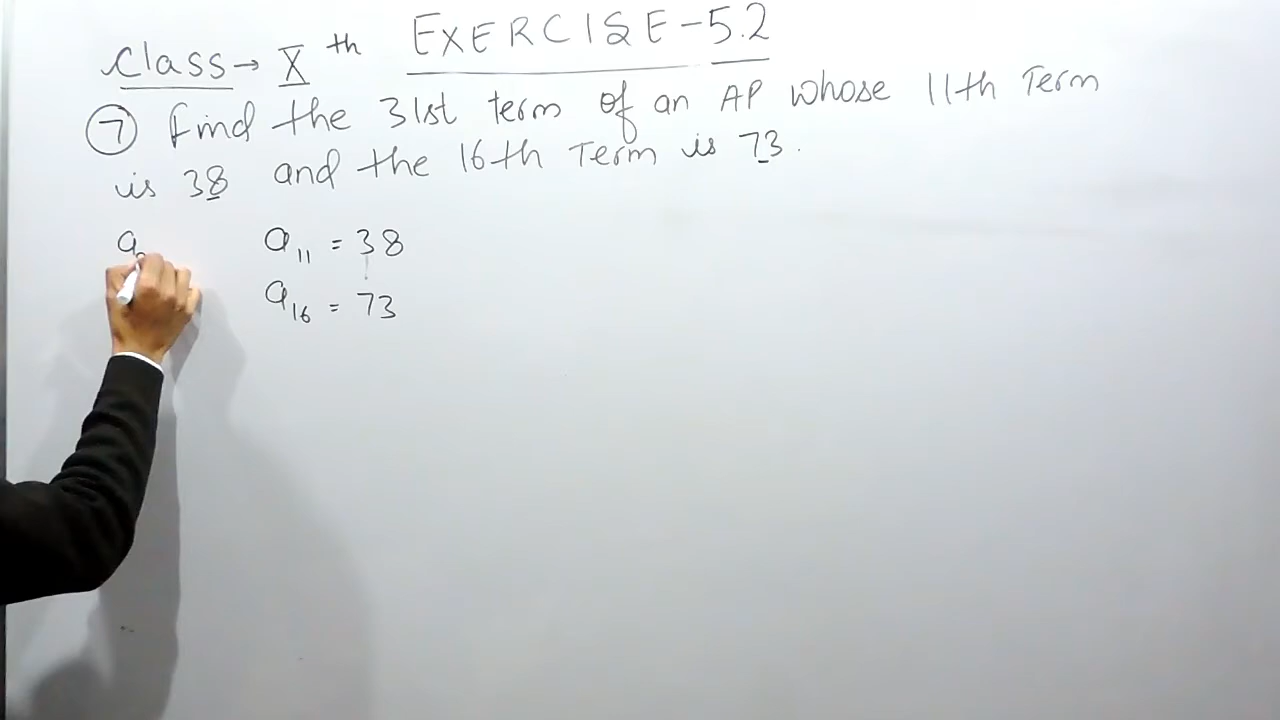 Class → Xth EXERCISE - 5.2
7 Find the 31st term of an AP whose 11th Term
is 38 and the 16th Term is 73.
a a11 = 38
a16 = 73